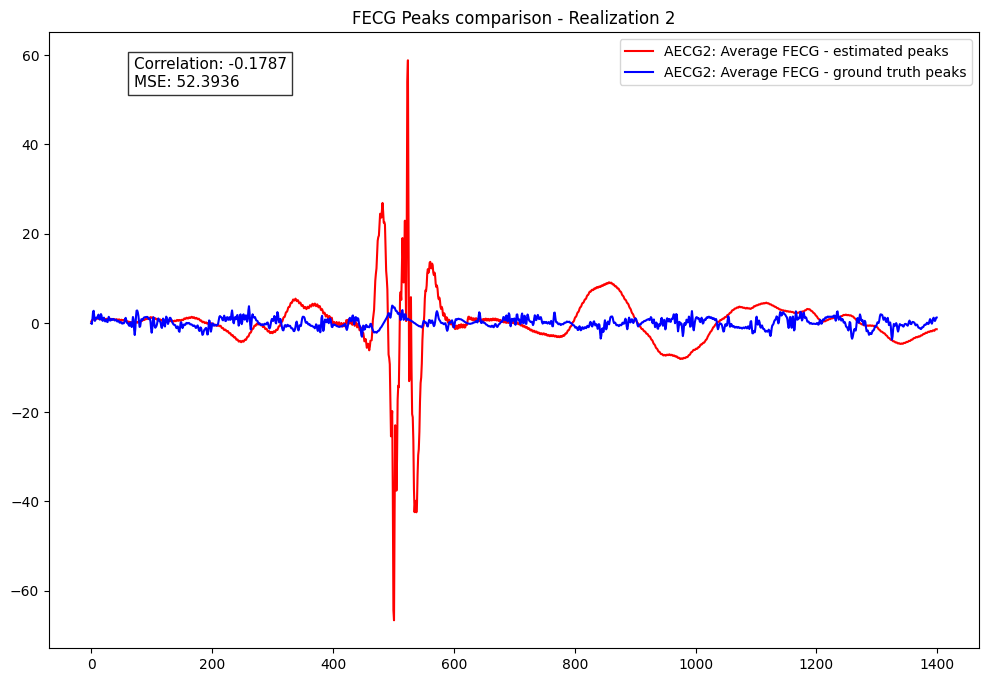 FECG Peaks comparison - Realization 2
Correlation: -0.1787
MSE: 52.3936
AECG2: Average FECG - estimated peaks
AECG2: Average FECG - ground truth peaks
60
40
20
0
−20
−40
−60
0 200 400 600 800 1000 1200 1400